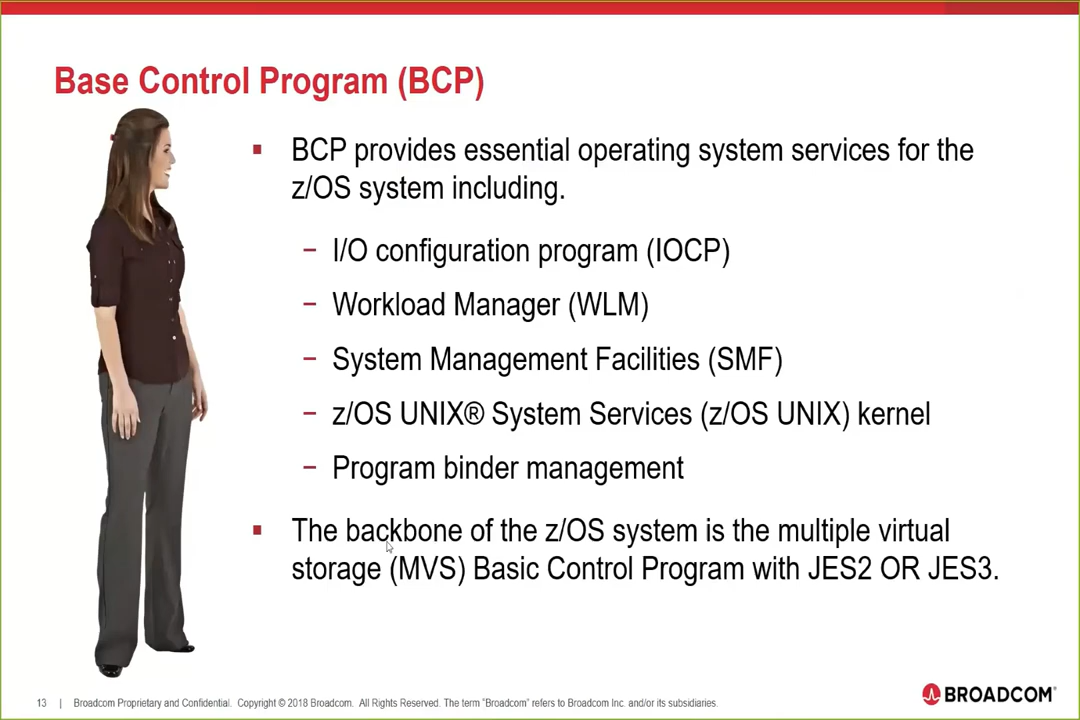 Base Control Program (BCP)
▪ BCP provides essential operating system services for the
z/OS system including.
− I/O configuration program (IOCP)
− Workload Manager (WLM)
− System Management Facilities (SMF)
− z/OS UNIX® System Services (z/OS UNIX) kernel
− Program binder management
▪ The backbone of the z/OS system is the multiple virtual
storage (MVS) Basic Control Program with JES2 OR JES3.
13 | Broadcom Proprietary and Confidential. Copyright © 2018 Broadcom. All Rights Reserved. The term “Broadcom” refers to Broadcom Inc. and/or its subsidiaries.
BROADCOM®